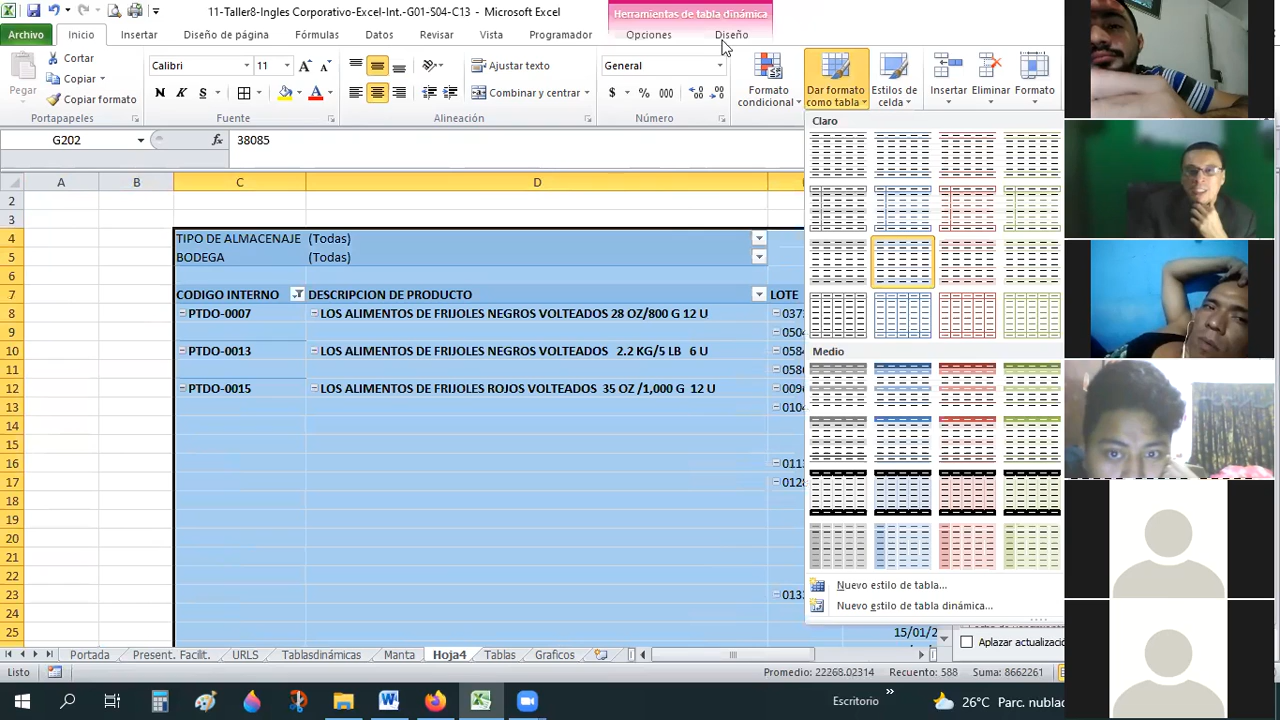 11-Taller8-Ingles Corporativo-Excel-Int.-G01-S04-C13 - Microsoft Excel
Herramientas de tabla dinámica
Archivo Inicio Insertar Diseño de página Fórmulas Datos Revisar Vista Programador Opciones Diseño
Pegar
Cortar
Copiar
Copiar formato
Portapapeles
Calibri 11
N K S
Fuente
Ajustar texto
Combinar y centrar
Alineación
General
$ % 000
Número
Formato condicional
Dar formato como tabla
Estilos de celda
Insertar Eliminar Formato
G202 fx 38085
Claro
Medio
Nuevo estilo de tabla...
Nuevo estilo de tabla dinámica...
A B C D
2
3
4 TIPO DE ALMACENAJE (Todas)
5 BODEGA (Todas)
6
7 CODIGO INTERNO DESCRIPCION DE PRODUCTO LOTE
8 PTDO-0007 LOS ALIMENTOS DE FRIJOLES NEGROS VOLTEADOS 28 OZ/800 G 12 U
9
10 PTDO-0013 LOS ALIMENTOS DE FRIJOLES NEGROS VOLTEADOS 2.2 KG/5 LB 6 U
11
12 PTDO-0015 LOS ALIMENTOS DE FRIJOLES ROJOS VOLTEADOS 35 OZ /1,000 G 12 U
13
14
15
16
17
18
19
20
21
22
23
24
25 15/01/2
Aplazar actualizació
Portada Present. Facilit. URLS Tablasdinámicas Manta Hoja4 Tablas Graficos
Listo Promedio: 22268.02314 Recuento: 588 Suma: 8662261
Escritorio » 26°C Parc. nublad